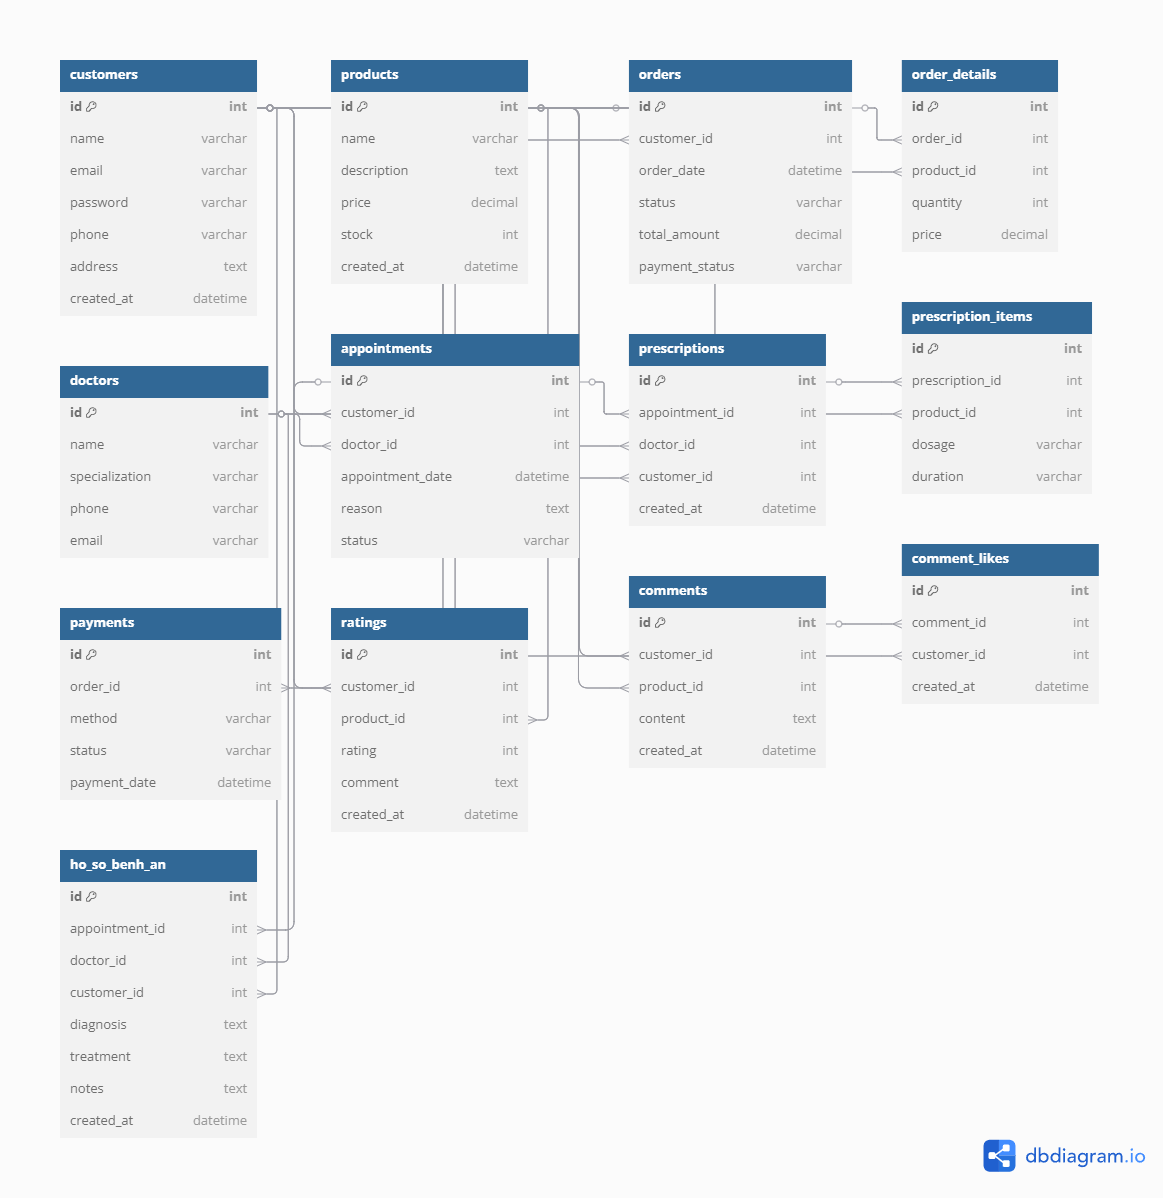 customers
id int
name varchar
email varchar
password varchar
phone varchar
address text
created_at datetime
products
id int
name varchar
description text
price decimal
stock int
created_at datetime
orders
id int
customer_id int
order_date datetime
status varchar
total_amount decimal
payment_status varchar
order_details
id int
order_id int
product_id int
quantity int
price decimal
doctors
id int
name varchar
specialization varchar
phone varchar
email varchar
appointments
id int
customer_id int
doctor_id int
appointment_date datetime
reason text
status varchar
prescriptions
id int
appointment_id int
doctor_id int
customer_id int
created_at datetime
prescription_items
id int
prescription_id int
product_id int
dosage varchar
duration varchar
payments
id int
order_id int
method varchar
status varchar
payment_date datetime
ratings
id int
customer_id int
product_id int
rating int
comment text
created_at datetime
comments
id int
customer_id int
product_id int
content text
created_at datetime
comment_likes
id int
comment_id int
customer_id int
created_at datetime
ho_so_benh_an
id int
appointment_id int
doctor_id int
customer_id int
diagnosis text
treatment text
notes text
created_at datetime
dbdiagram.io